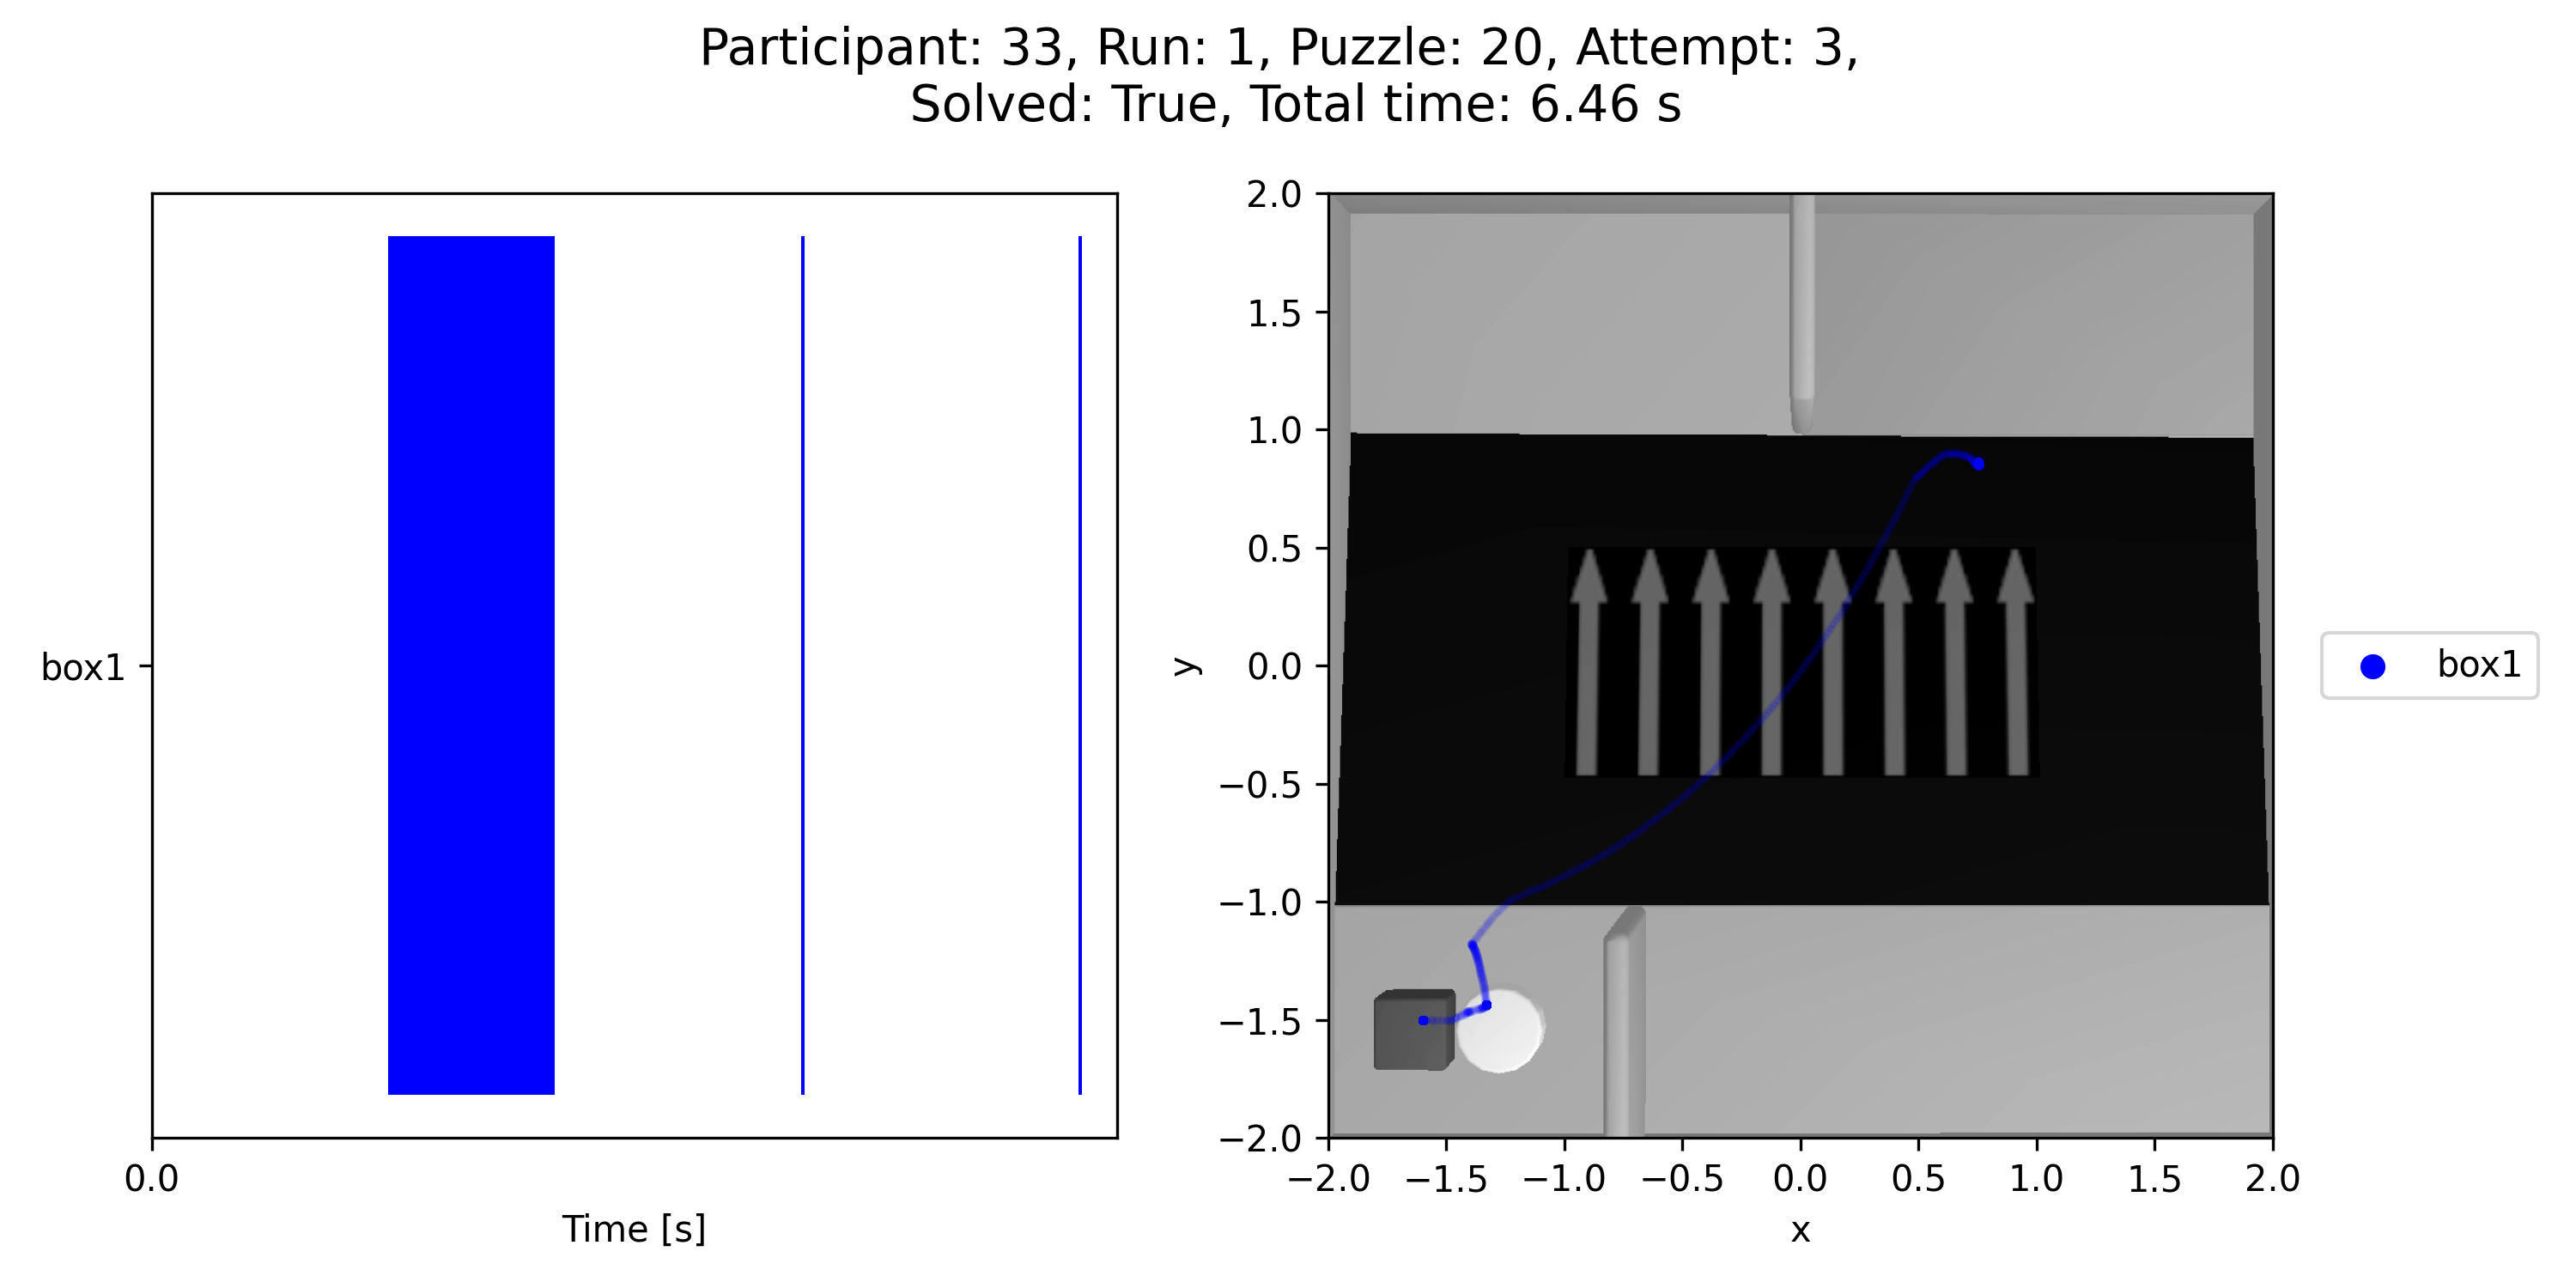 Participant: 33, Run: 1, Puzzle: 20, Attempt: 3,
Solved: True, Total time: 6.46 s
box1
0.0
Time [s]
2.0
1.5
1.0
0.5
0.0
−0.5
−1.0
−1.5
−2.0
y
−2.0 −1.5 −1.0 −0.5 0.0 0.5 1.0 1.5 2.0
x
box1